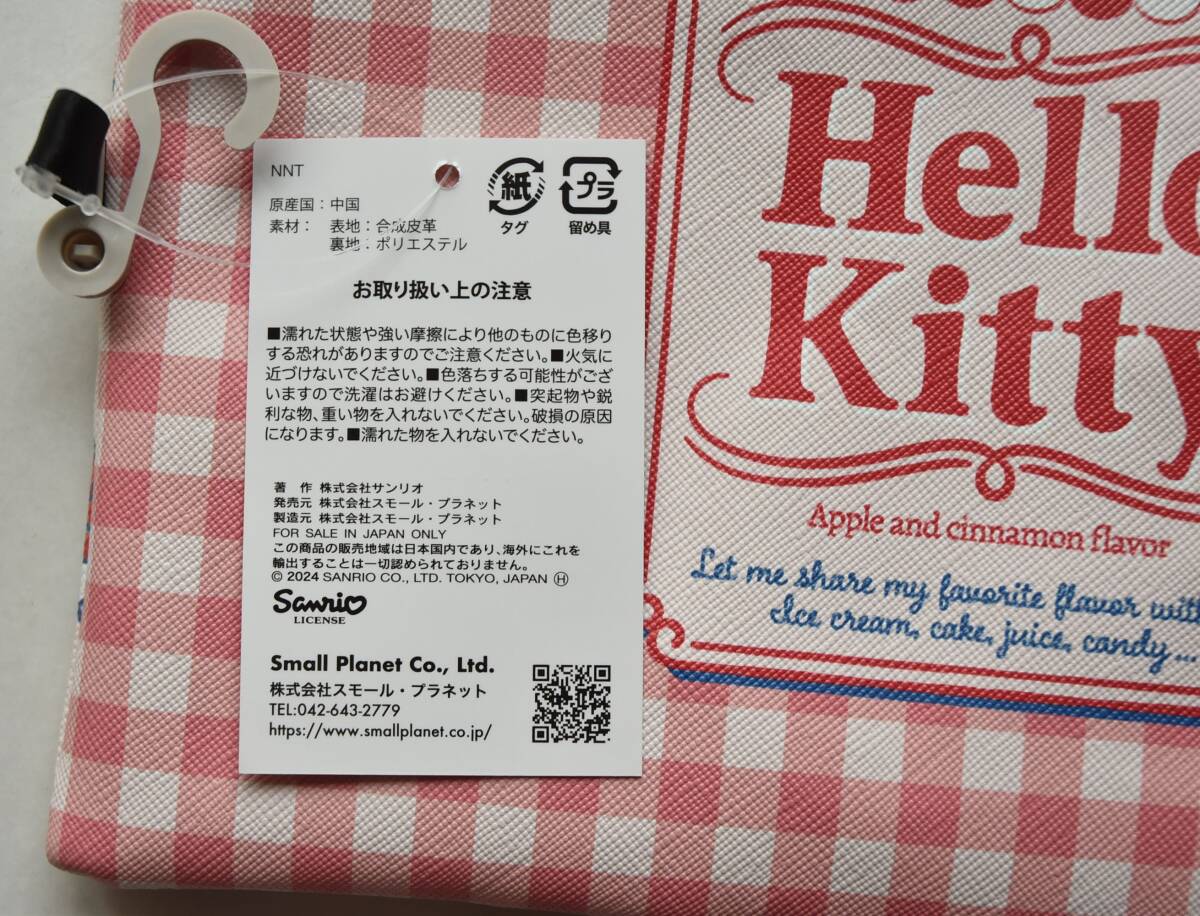 NNT
紙
タグ
プラ
留め具
原産国：中国
素材： 表地：合成皮革
裏地：ポリエステル
お取り扱い上の注意
■濡れた状態や強い摩擦により他のものに色移り
する恐れがありますのでご注意ください。■火気に
近づけないでください。■色落ちする可能性がござ
いますので洗濯はお避けください。■突起物や鋭
利な物、重い物を入れないでください。破損の原因
になります。■濡れた物を入れないでください。
著 作 株式会社サンリオ
発売元 株式会社スモール・プラネット
製造元 株式会社スモール・プラネット
FOR SALE IN JAPAN ONLY
この商品の販売地域は日本国内であり、海外にこれを
輸出することは一切認められておりません。
© 2024 SANRIO CO., LTD. TOKYO, JAPAN Ⓗ
Sanrio
LICENSE
Small Planet Co., Ltd.
株式会社スモール・プラネット
TEL:042-643-2779
https://www.smallplanet.co.jp/
Hello
Kitty
Apple and cinnamon flavor
Let me share my favorite flavor with
Ice cream, cake, juice, candy...